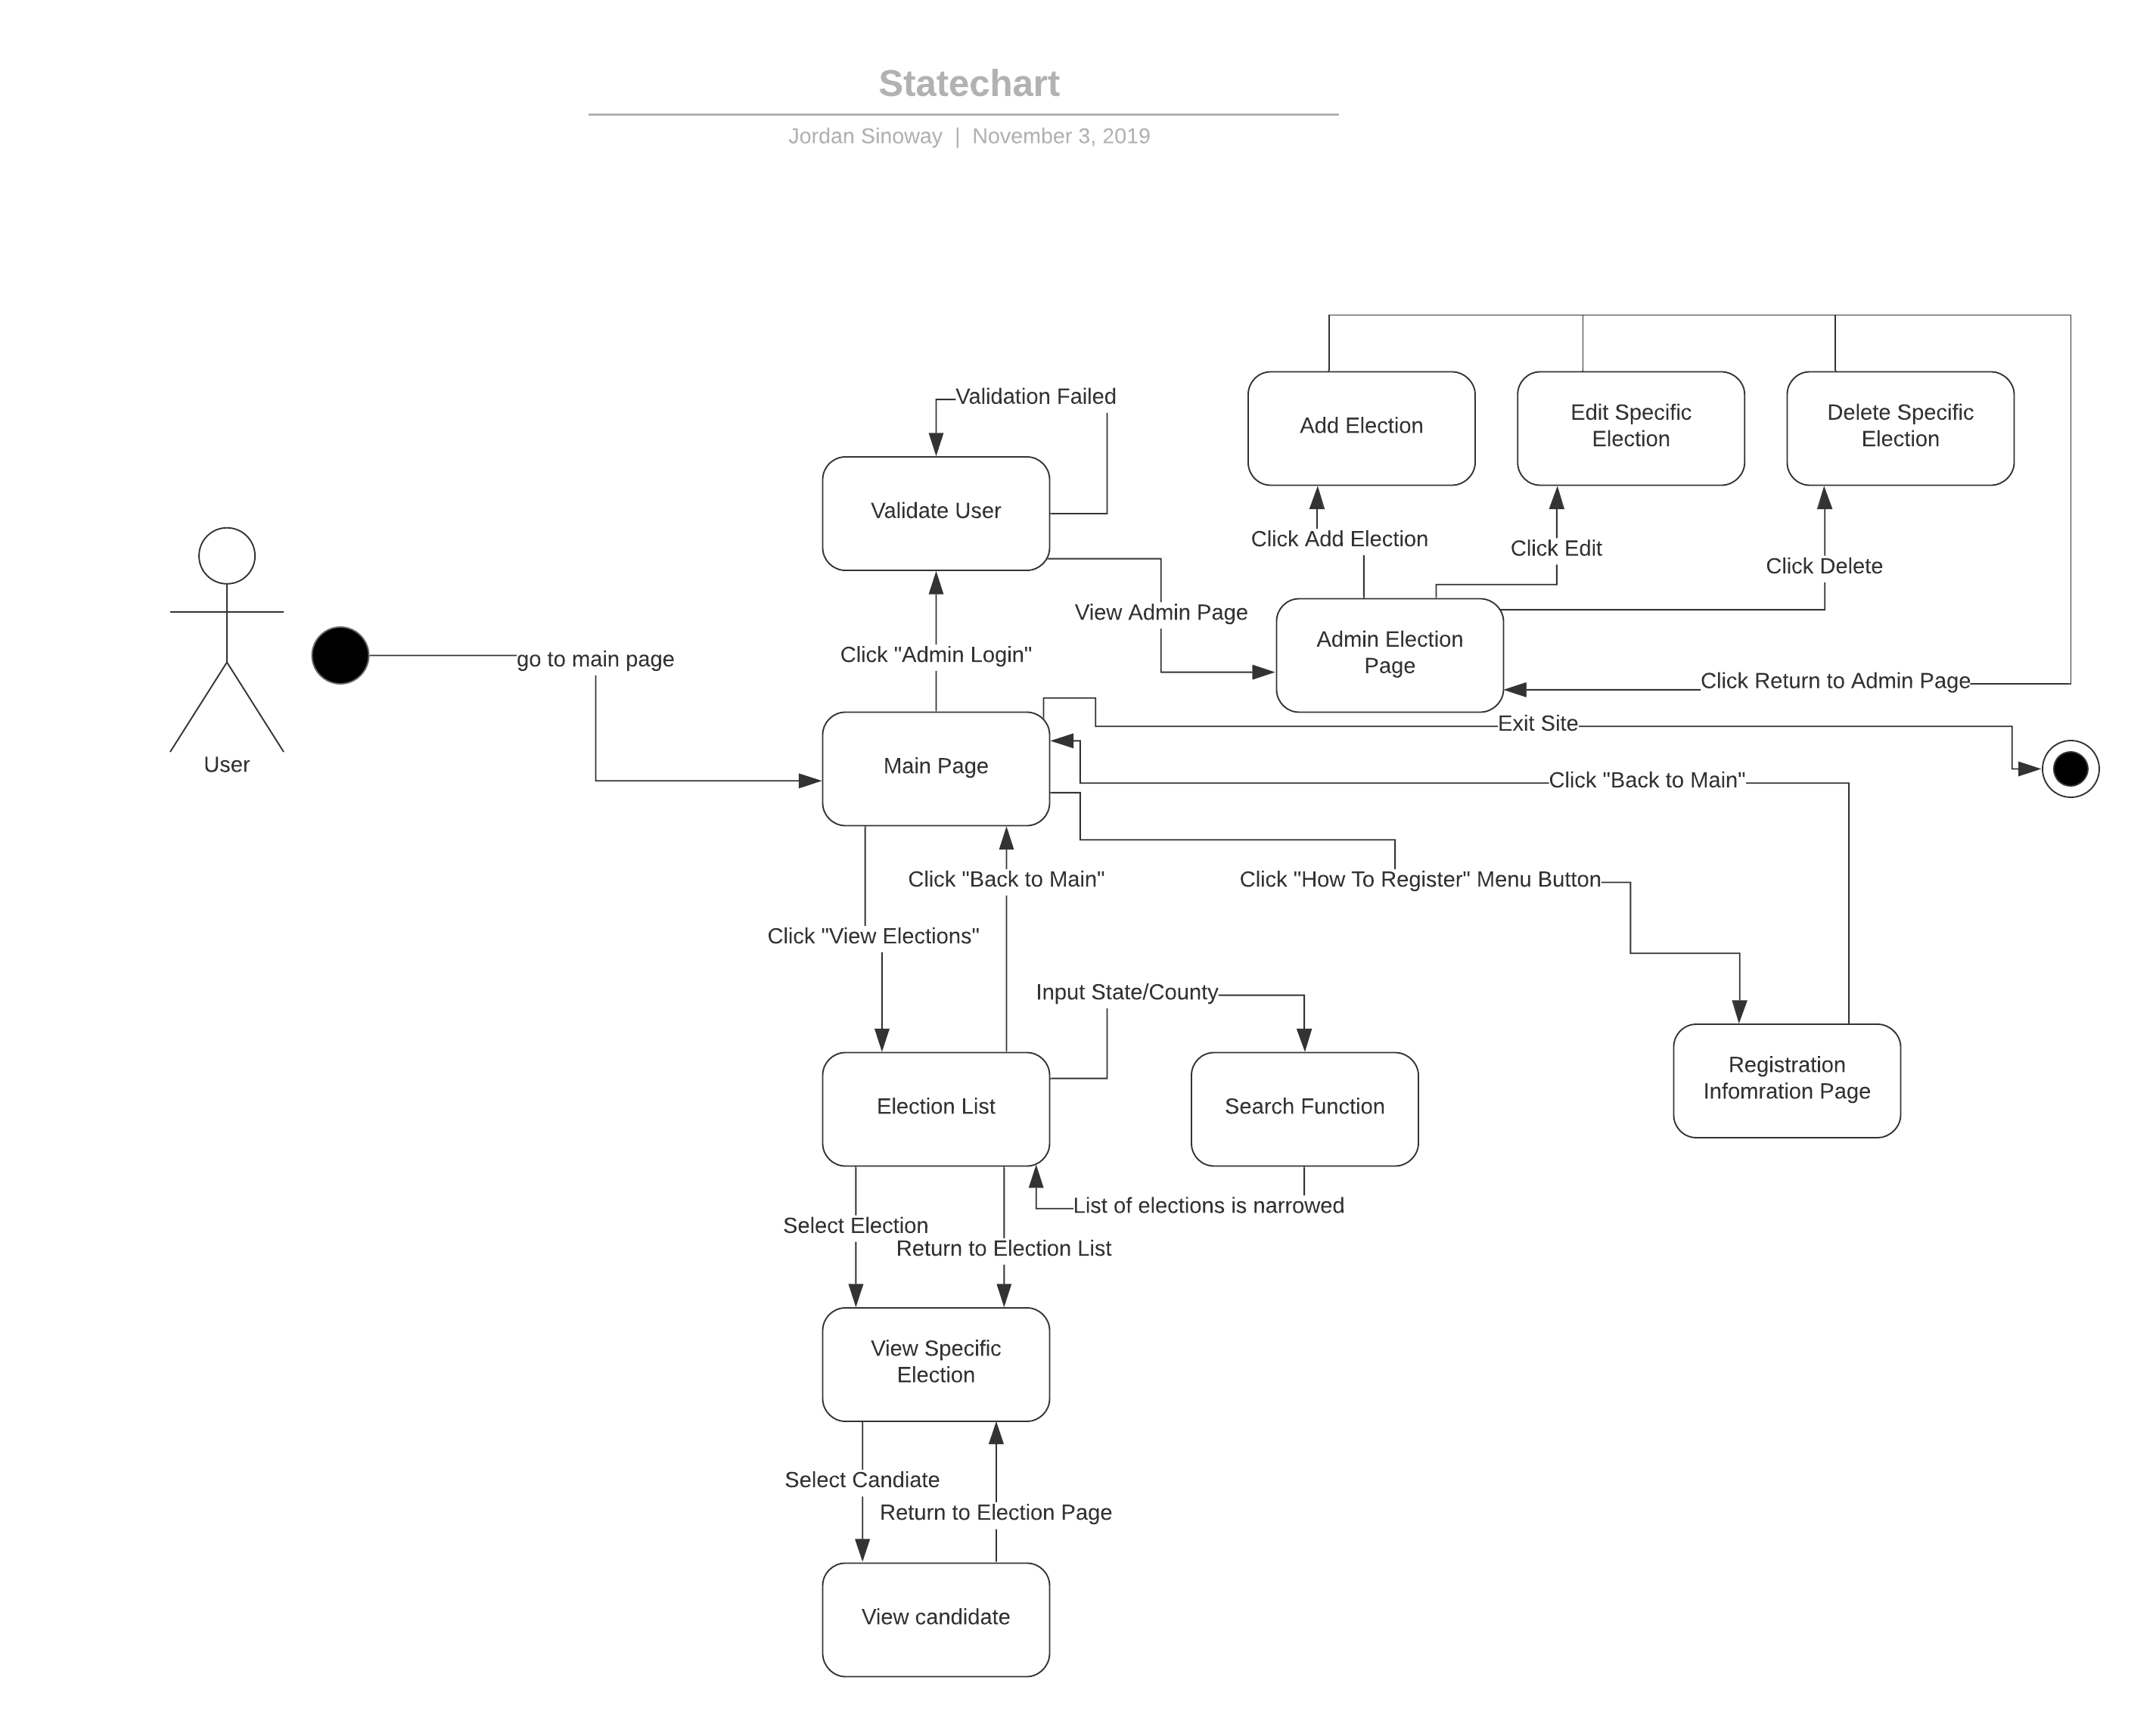 Statechart
Jordan Sinoway | November 3, 2019
Validation Failed
Add Election
Edit Specific
Election
Delete Specific
Election
Validate User
Click Add Election
Click Edit
Click Delete
View Admin Page
Admin Election
Page
go to main page
Click "Admin Login"
Click Return to Admin Page
Exit Site
User
Main Page
Click "Back to Main"
Click "Back to Main"
Click "How To Register" Menu Button
Click "View Elections"
Input State/County
Registration
Infomration Page
Election List
Search Function
List of elections is narrowed
Select Election
Return to Election List
View Specific
Election
Select Candiate
Return to Election Page
View candidate